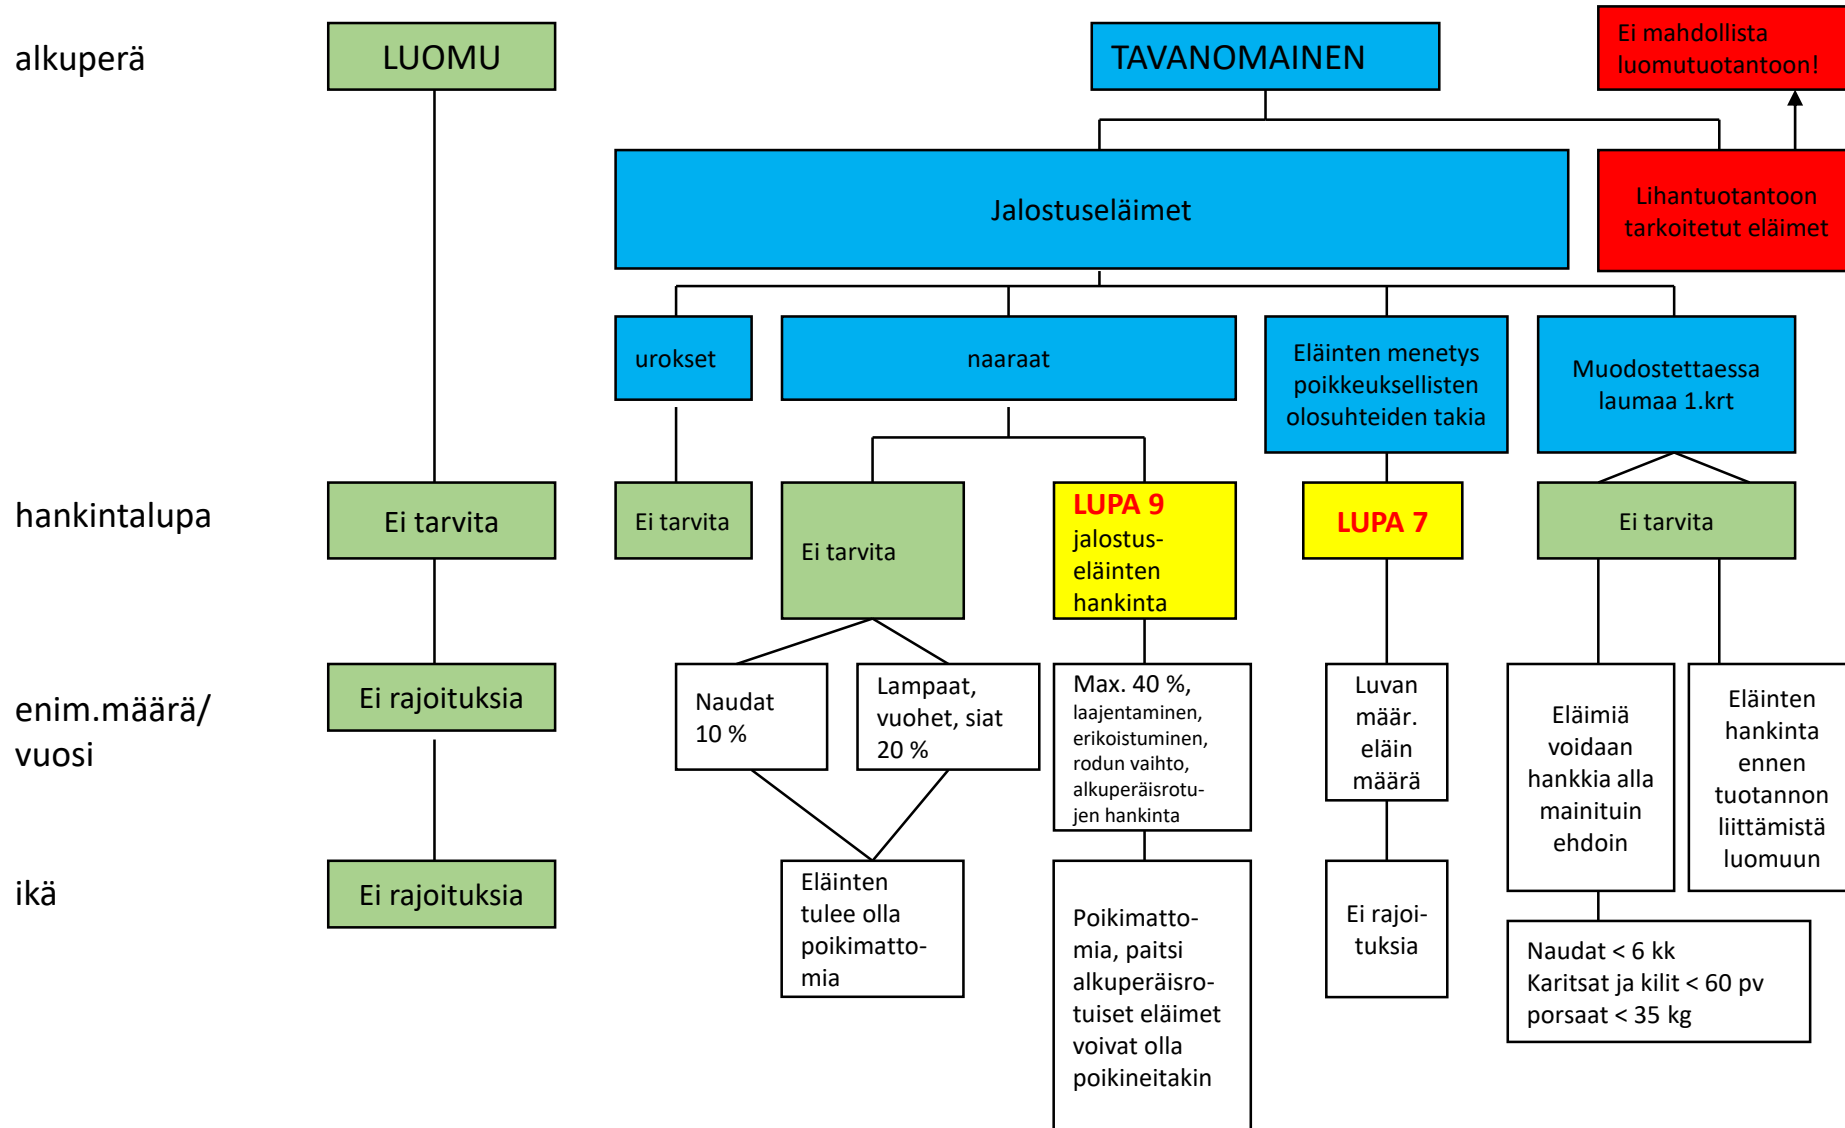 alkuperä
LUOMU
TAVANOMAINEN
Ei mahdollista
luomutuotantoon!
Jalostuseläimet
Lihantuotantoon
tarkoitetut eläimet
urokset
naaraat
Eläinten menetys
poikkeuksellisten
olosuhteiden takia
Muodostettaessa
laumaa 1.krt
hankintalupa
Ei tarvita
Ei tarvita
Ei tarvita
LUPA 9
jalostus-
eläinten
hankinta
LUPA 7
Ei tarvita
enim.määrä/
vuosi
Ei rajoituksia
Naudat
10 %
Lampaat,
vuohet, siat
20 %
Max. 40 %,
laajentaminen,
erikoistuminen,
rodun vaihto,
alkuperäisrotu-
jen hankinta
Luvan
määr.
eläin
määrä
Eläimiä
voidaan
hankkia alla
mainituin
ehdoin
Eläinten
hankinta
ennen
tuotannon
liittämistä
luomuun
ikä
Ei rajoituksia
Eläinten
tulee olla
poikimatto-
mia
Poikimatto-
mia, paitsi
alkuperäisro-
tuiset eläimet
voivat olla
poikineitakin
Ei rajoi-
tuksia
Naudat < 6 kk
Karitsat ja kilit < 60 pv
porsaat < 35 kg